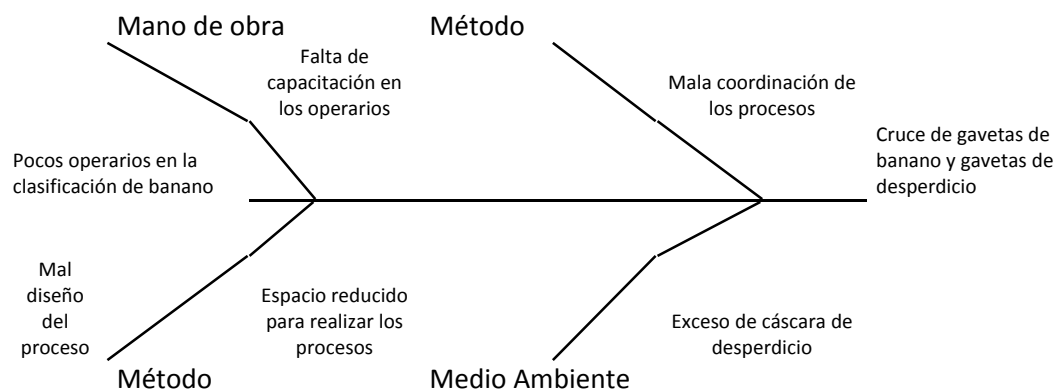 Mano de obra
Método
Falta de
capacitación en
los operarios
Mala coordinación de
los procesos
Cruce de gavetas de
banano y gavetas de
desperdicio
Pocos operarios en la
clasificación de banano
Mal
diseño
del
proceso
Espacio reducido
para realizar los
procesos
Exceso de cáscara de
desperdicio
Método
Medio Ambiente